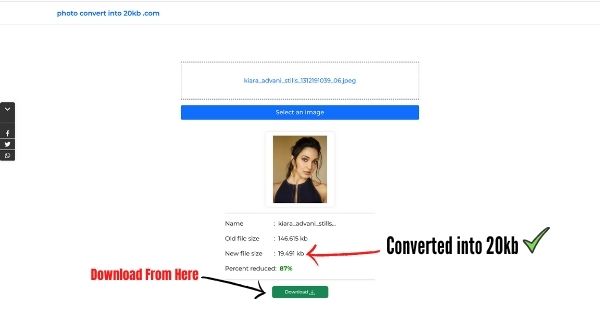 photo convert into 20kb .com
kiara_advani_stills_1312191039_06.jpeg
Select an image
Name : kiara_advani_stills...
Old file size : 146.615 kb
New file size : 19.491 kb
Converted into 20kb
Percent reduced: 87%
Download From Here
Download